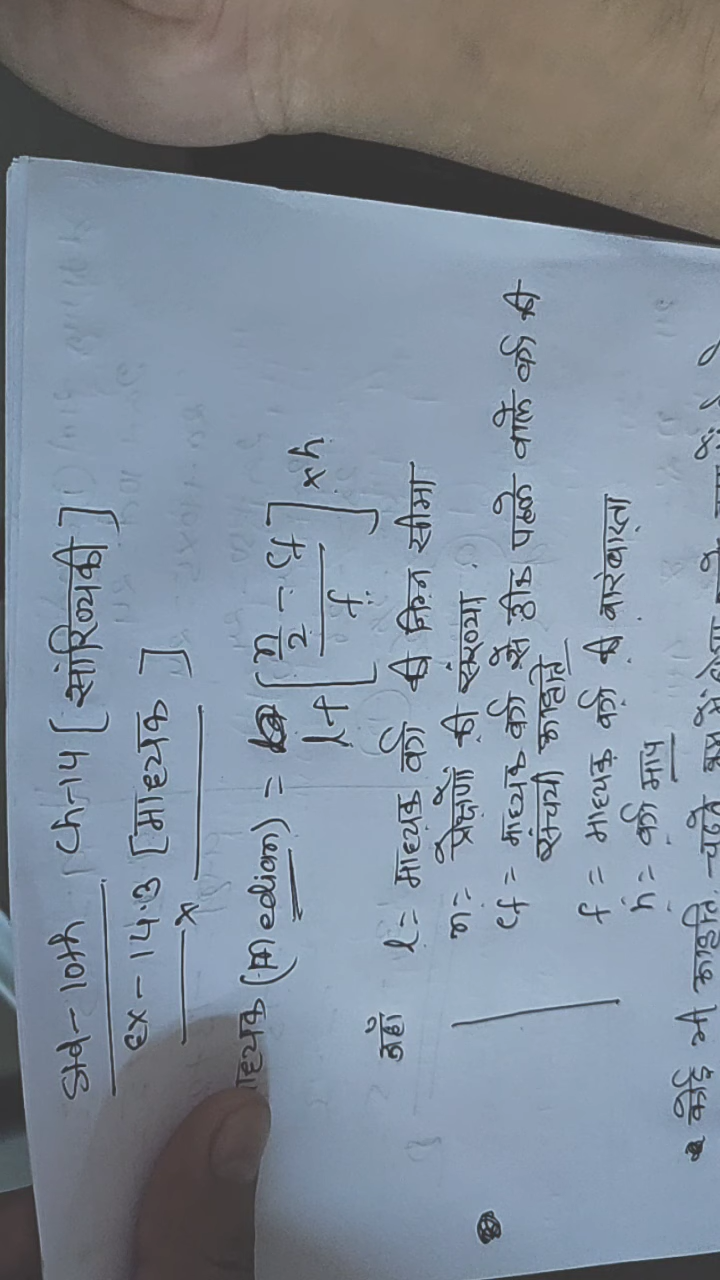 Std - 10th Ch-14 [सांख्यिकी]
Ex - 14.3 [माध्यक]
x
ाध्यक (Median) = l + [n/2 - cf / f] xh
जहाँ l = माध्यक वर्ग की निम्न सीमा
n = प्रेक्षणों की संख्या.
cf = माध्यक वर्ग से ठीक पहले वाले वर्ग की
संचयी
f = माध्यक वर्ग की बारंबारता
h = वर्ग माप
कोई भी